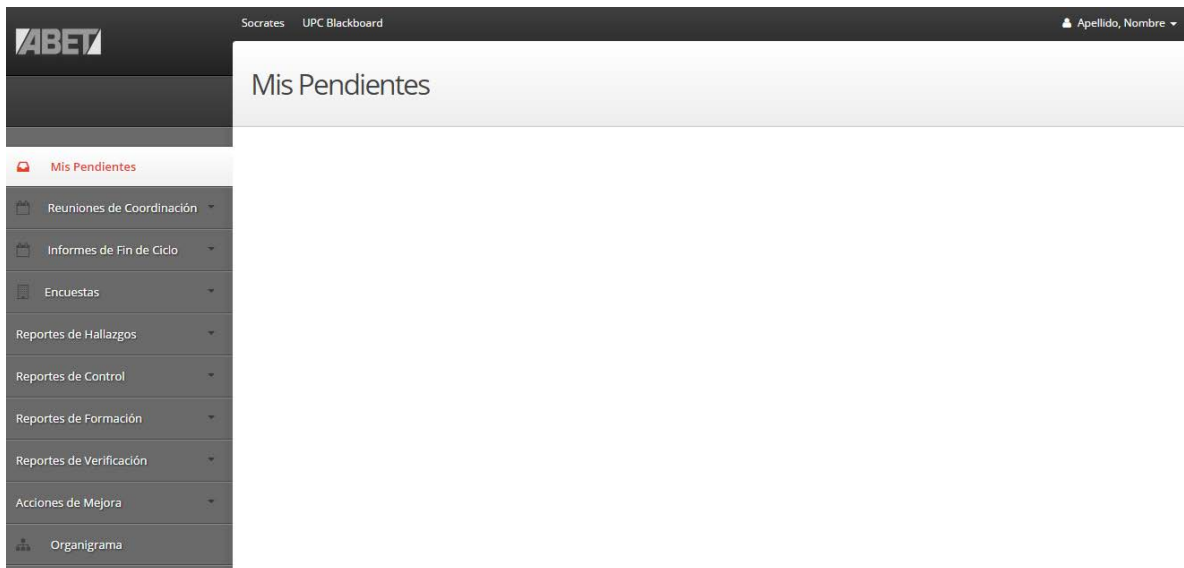 ABET
Socrates UPC Blackboard Apellido, Nombre
Mis Pendientes
Mis Pendientes
Reuniones de Coordinación
Informes de Fin de Ciclo
Encuestas
Reportes de Hallazgos
Reportes de Control
Reportes de Formación
Reportes de Verificación
Acciones de Mejora
Organigrama